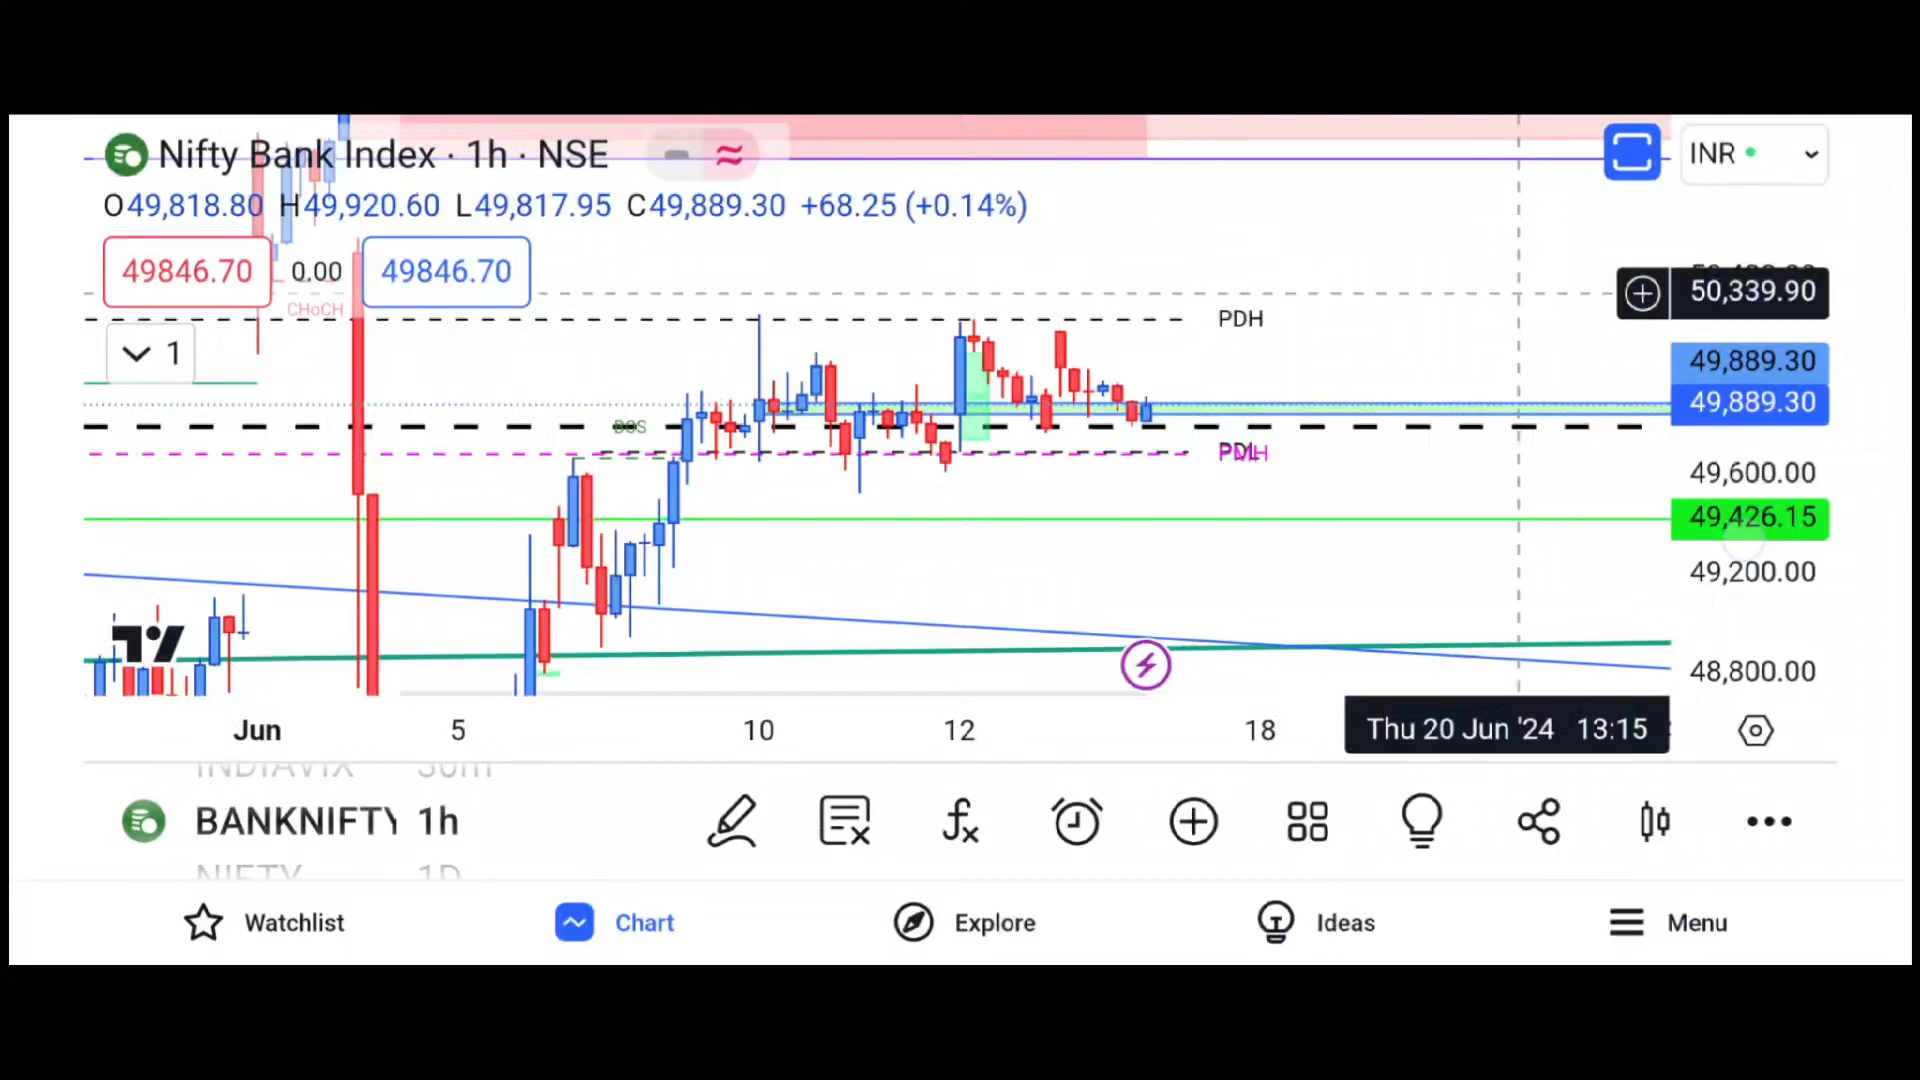 Nifty Bank Index · 1h · NSE
INR
O49,818.80 H49,920.60 L49,817.95 C49,889.30 +68.25 (+0.14%)
49846.70 0.00 49846.70
CHoCH
50,339.90
PDH
1
49,889.30
49,889.30
BOS
PDL
PMH
49,600.00
49,426.15
49,200.00
48,800.00
Jun 5 10 12 18 Thu 20 Jun '24 13:15
INDIAVIX 30m
BANKNIFTY 1h
NIFTY 1D
Watchlist Chart Explore Ideas Menu